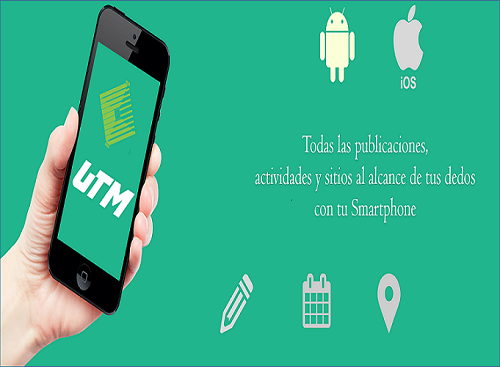 UTM
iOS
Todas las publicaciones,
actividades y sitios al alcance de tus dedos
con tu Smartphone